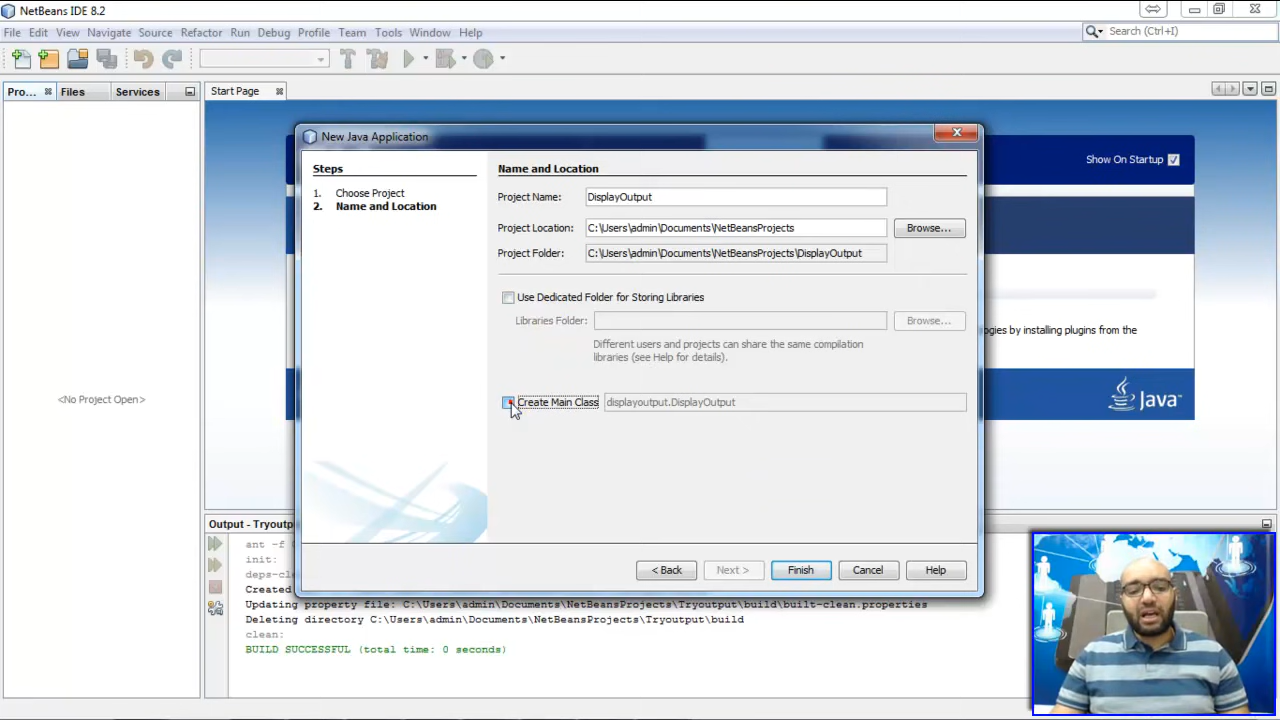 NetBeans IDE 8.2
File Edit View Navigate Source Refactor Run Debug Profile Team Tools Window Help
Search (Ctrl+I)
Pro... Files Services
Start Page
Show On Startup
New Java Application
Steps
1. Choose Project
2. Name and Location
Name and Location
Project Name: DisplayOutput
Project Location: C:\Users\admin\Documents\NetBeansProjects Browse...
Project Folder: C:\Users\admin\Documents\NetBeansProjects\DisplayOutput
Use Dedicated Folder for Storing Libraries
Libraries Folder: Browse...
Different users and projects can share the same compilation
libraries (see Help for details).
Create Main Class displayoutput.DisplayOutput
< Back Next > Finish Cancel Help
<No Project Open>
ogies by installing plugins from the
Java
Output - Tryoutp
ant -f
init:
deps-cle
Created
Updating property file: C:\Users\admin\Documents\NetBeansProjects\Tryoutput\build\built-clean.properties
Deleting directory C:\Users\admin\Documents\NetBeansProjects\Tryoutput\build
clean:
BUILD SUCCESSFUL (total time: 0 seconds)